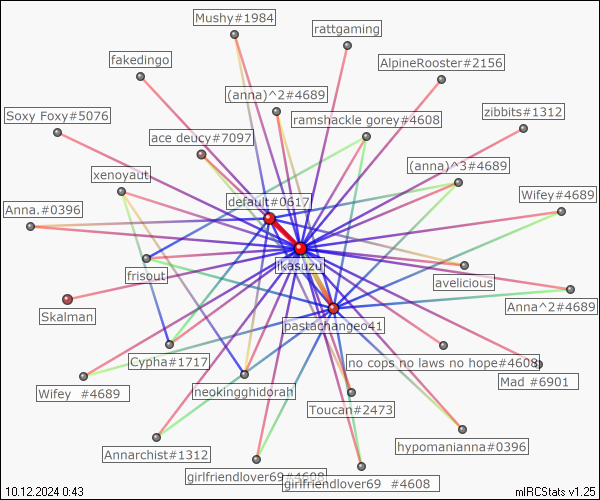 Mushy#1984
rattgaming
fakedingo
AlpineRooster#2156
(anna)^2#4689
Soxy Foxy#5076
ramshackle gorey#4608
zibbits#1312
ace deucy#7097
xenoyaut
(anna)^3#4689
default#0617
Wifey#4689
Anna.#0396
ikasuzu
frisout
avelicious
Skalman
Anna^2#4689
pastachangeo41
Cypha#1717
no cops no laws no hope#4608
Wifey #4689
neokingghidorah
Mad #6901
Toucan#2473
hypomanianna#0396
Annarchist#1312
girlfriendlover69#4608
girlfriendlover69 #4608
10.12.2024 0:43
mIRCStats v1.25